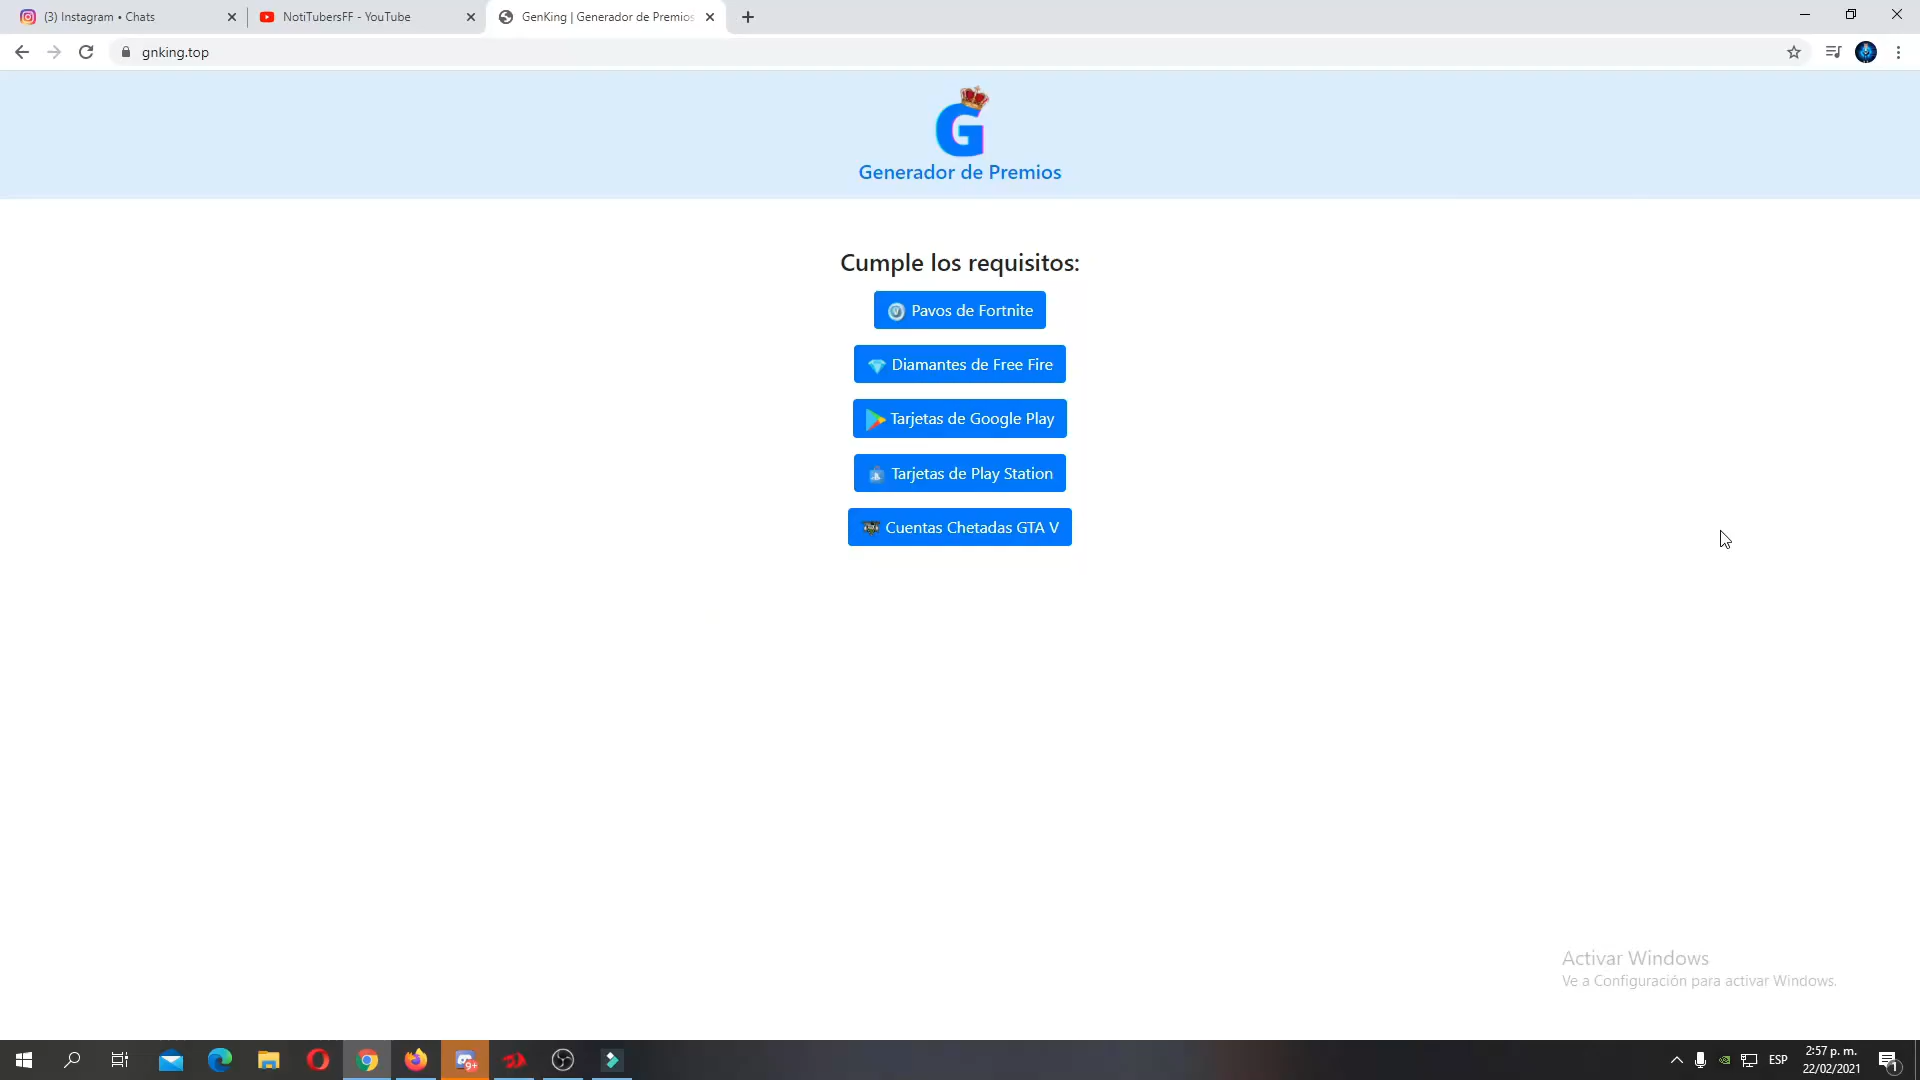 (3) Instagram • Chats
NotiTubersFF - YouTube
GenKing | Generador de Premios
gnking.top
G
Generador de Premios
Cumple los requisitos:
Pavos de Fortnite
Diamantes de Free Fire
Tarjetas de Google Play
Tarjetas de Play Station
Cuentas Chetadas GTA V
Activar Windows
Ve a Configuración para activar Windows.
9+
ESP
2:57 p. m.
22/02/2021
1